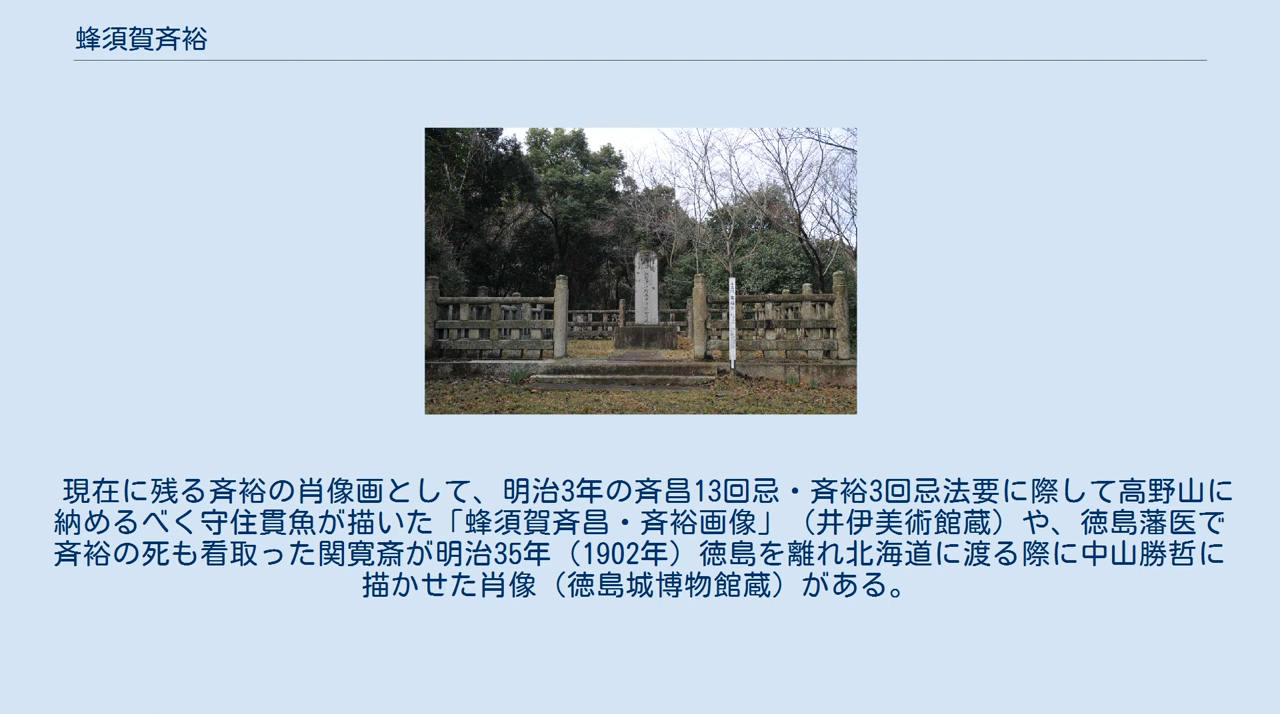 蜂須賀斉裕
現在に残る斉裕の肖像画として、明治3年の斉昌13回忌・斉裕3回忌法要に際して高野山に
納めるべく守住貫魚が描いた「蜂須賀斉昌・斉裕画像」（井伊美術館蔵）や、徳島藩医で
斉裕の死も看取った関寛斎が明治35年（1902年）徳島を離れ北海道に渡る際に中山勝哲に
描かせた肖像（徳島城博物館蔵）がある。